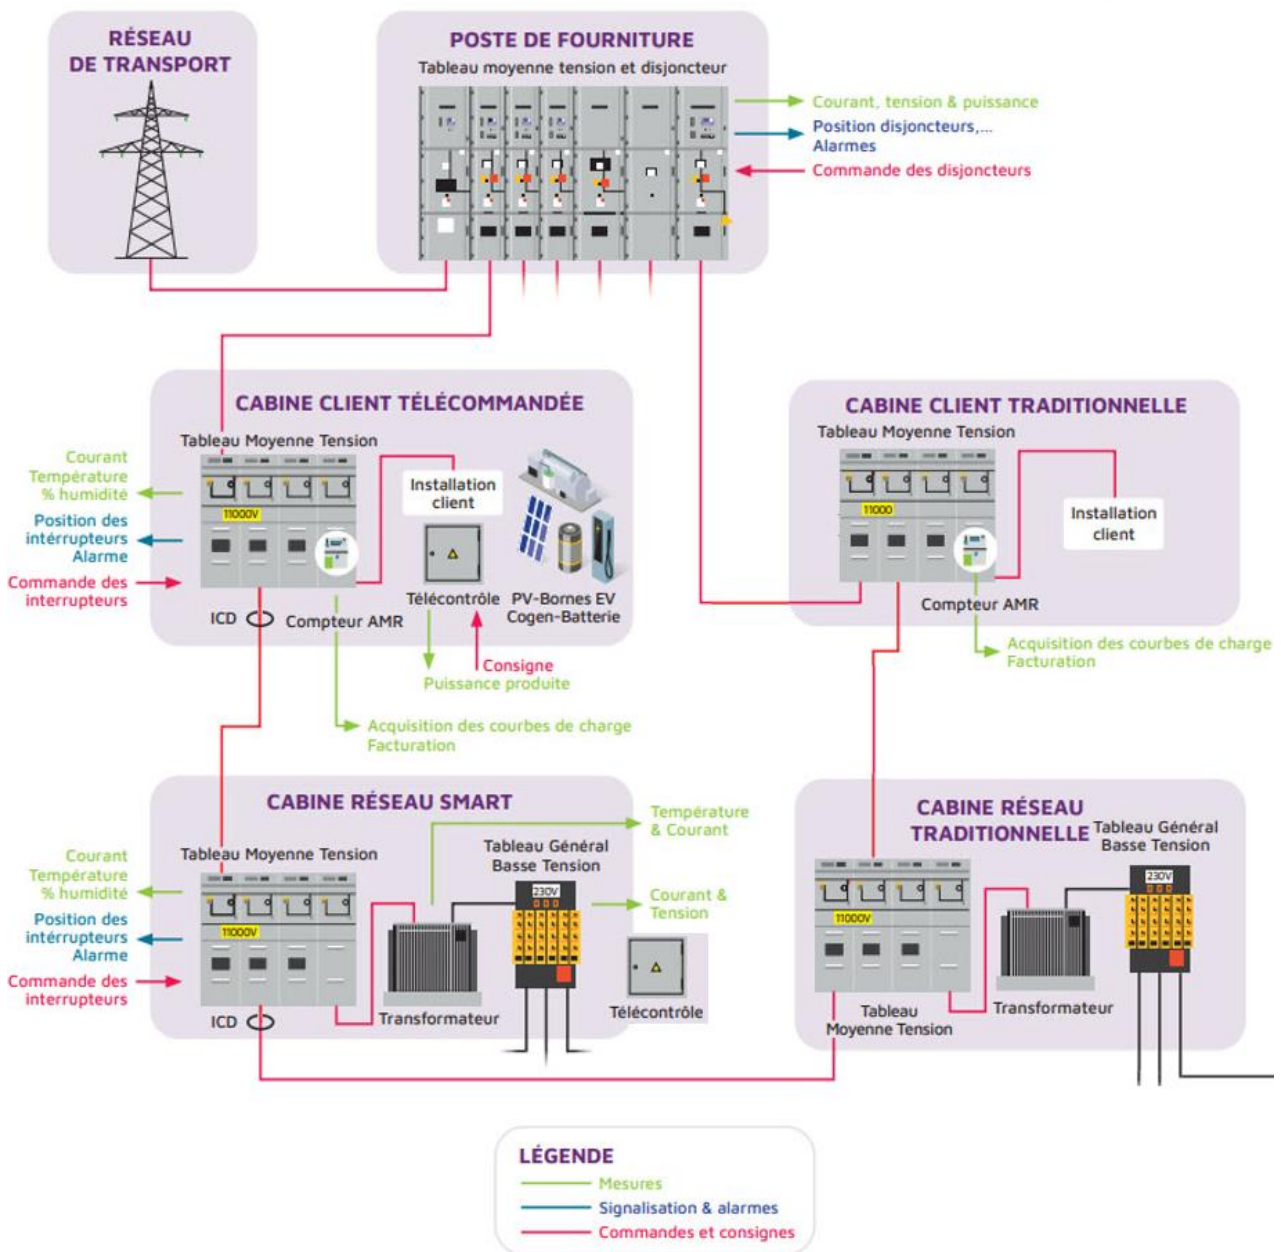 RÉSEAU
DE TRANSPORT
POSTE DE FOURNITURE
Tableau moyenne tension et disjoncteur
Courant, tension & puissance
Position disjoncteurs,...
Alarmes
Commande des disjoncteurs
CABINE CLIENT TÉLÉCOMMANDÉE
Tableau Moyenne Tension
Courant
Température
% humidité
Position des
intérrupteurs
Alarme
Commande des
interrupteurs
11000V
Installation
client
ICD
Compteur AMR
Télécontrôle
PV-Bornes EV
Cogen-Batterie
Consigne
Puissance produite
Acquisition des courbes de charge
Facturation
CABINE CLIENT TRADITIONNELLE
Tableau Moyenne Tension
11000
Installation
client
Compteur AMR
Acquisition des courbes de charge
Facturation
CABINE RÉSEAU SMART
Tableau Moyenne Tension
Courant
Température
% humidité
Position des
intérrupteurs
Alarme
Commande des
interrupteurs
11000V
ICD
Transformateur
Tableau Général
Basse Tension
230V
Température
& Courant
Courant &
Tension
Télécontrôle
CABINE RÉSEAU
TRADITIONNELLE
Tableau Général
Basse Tension
230V
11000V
Tableau
Moyenne Tension
Transformateur
LÉGENDE
Mesures
Signalisation & alarmes
Commandes et consignes